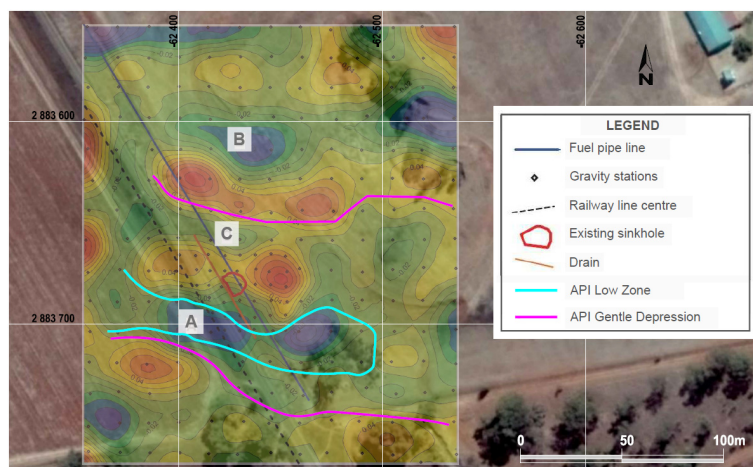 -62 400
-62 500
-62 600
N
2 883 600
B
LEGEND
Fuel pipe line
Gravity stations
Railway line centre
Existing sinkhole
Drain
API Low Zone
API Gentle Depression
C
2 883 700
A
0 50 100m